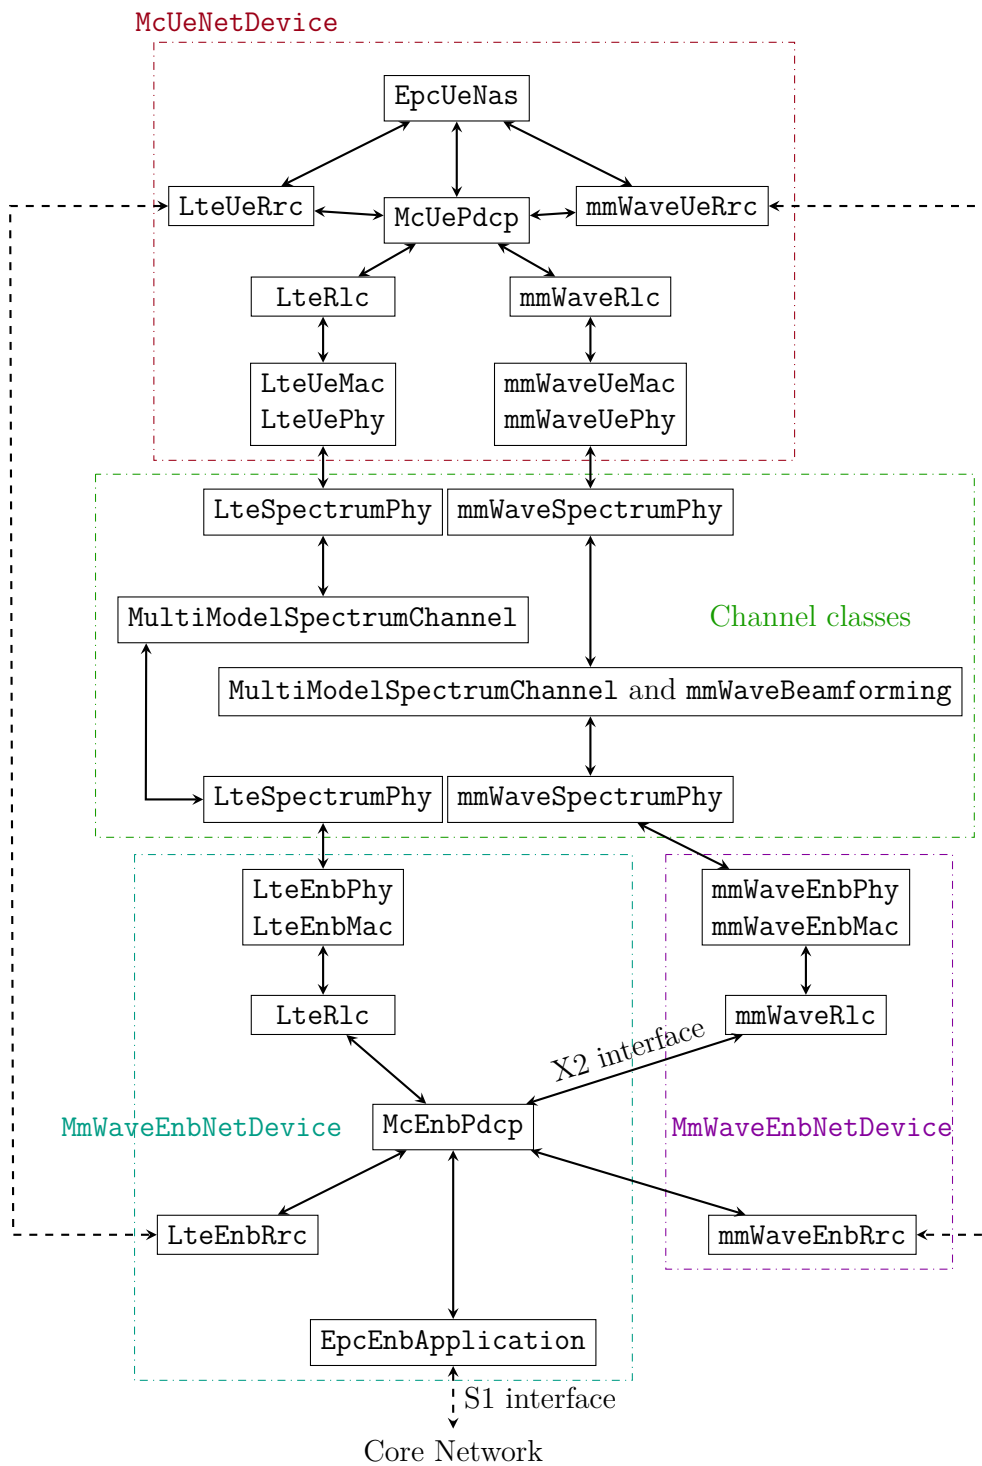 McUeNetDevice
EpcUeNas
LteUeRrc
McUePdcp
mmWaveUeRrc
LteRlc
mmWaveRlc
LteUeMac
LteUePhy
mmWaveUeMac
mmWaveUePhy
LteSpectrumPhy
mmWaveSpectrumPhy
MultiModelSpectrumChannel
Channel classes
MultiModelSpectrumChannel and mmWaveBeamforming
LteSpectrumPhy
mmWaveSpectrumPhy
LteEnbPhy
LteEnbMac
mmWaveEnbPhy
mmWaveEnbMac
LteRlc
mmWaveRlc
X2 interface
MmWaveEnbNetDevice
McEnbPdcp
MmWaveEnbNetDevice
LteEnbRrc
mmWaveEnbRrc
EpcEnbApplication
S1 interface
Core Network